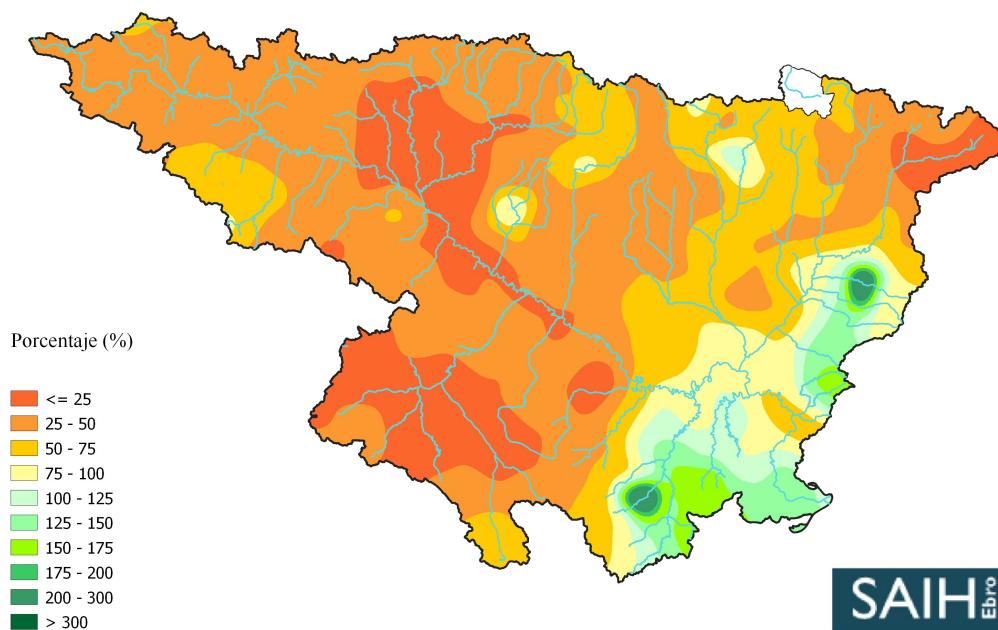 Porcentaje (%)
<= 25
25 - 50
50 - 75
75 - 100
100 - 125
125 - 150
150 - 175
175 - 200
200 - 300
> 300
SAIH Ebro